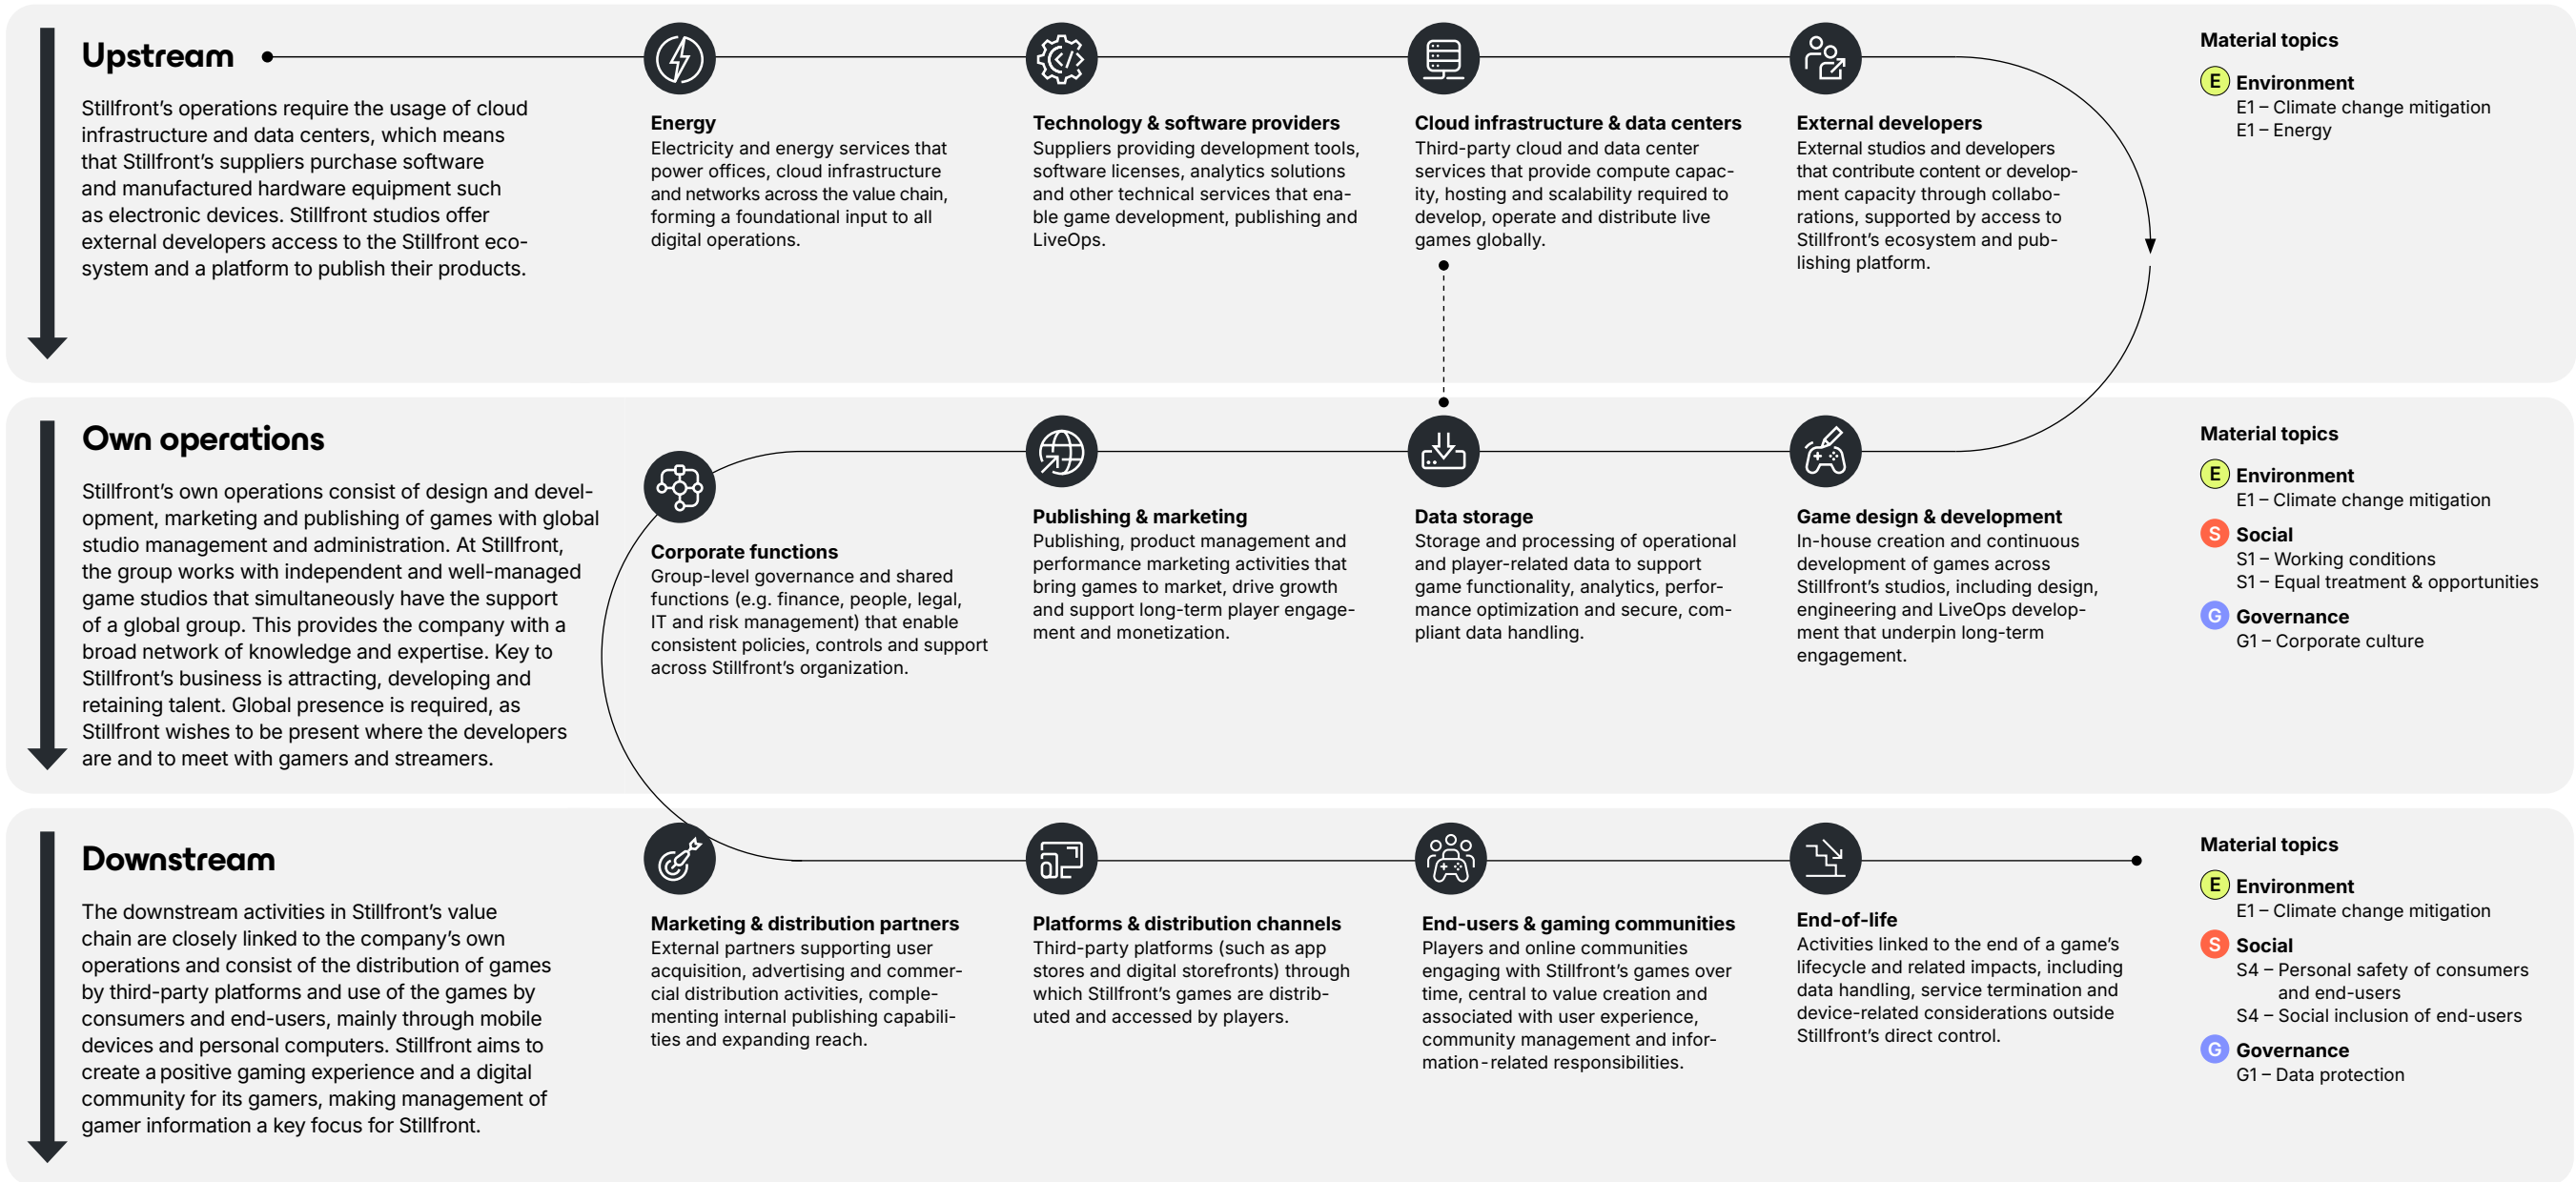 Upstream
Stillfront's operations require the usage of cloud
infrastructure and data centers, which means
that Stillfront's suppliers purchase software
and manufactured hardware equipment such
as electronic devices. Stillfront studios offer
external developers access to the Stillfront eco-
system and a platform to publish their products.
Energy
Electricity and energy services that
power offices, cloud infrastructure
and networks across the value chain,
forming a foundational input to all
digital operations.
Technology & software providers
Suppliers providing development tools,
software licenses, analytics solutions
and other technical services that ena-
ble game development, publishing and
LiveOps.
Cloud infrastructure & data centers
Third-party cloud and data center
services that provide compute capac-
ity, hosting and scalability required to
develop, operate and distribute live
games globally.
External developers
External studios and developers
that contribute content or develop-
ment capacity through collabo-
rations, supported by access to
Stillfront's ecosystem and pub-
lishing platform.
Material topics
E Environment
E1 – Climate change mitigation
E1 – Energy
Own operations
Stillfront's own operations consist of design and devel-
opment, marketing and publishing of games with global
studio management and administration. At Stillfront,
the group works with independent and well-managed
game studios that simultaneously have the support
of a global group. This provides the company with a
broad network of knowledge and expertise. Key to
Stillfront's business is attracting, developing and
retaining talent. Global presence is required, as
Stillfront wishes to be present where the developers
are and to meet with gamers and streamers.
Corporate functions
Group-level governance and shared
functions (e.g. finance, people, legal,
IT and risk management) that enable
consistent policies, controls and support
across Stillfront's organization.
Publishing & marketing
Publishing, product management and
performance marketing activities that
bring games to market, drive growth
and support long-term player engage-
ment and monetization.
Data storage
Storage and processing of operational
and player-related data to support
game functionality, analytics, perfor-
mance optimization and secure, com-
pliant data handling.
Game design & development
In-house creation and continuous
development of games across
Stillfront's studios, including design,
engineering and LiveOps develop-
ment that underpin long-term
engagement.
Material topics
E Environment
E1 – Climate change mitigation
S Social
S1 – Working conditions
S1 – Equal treatment & opportunities
G Governance
G1 – Corporate culture
Downstream
The downstream activities in Stillfront's value
chain are closely linked to the company's own
operations and consist of the distribution of games
by third-party platforms and use of the games by
consumers and end-users, mainly through mobile
devices and personal computers. Stillfront aims to
create a positive gaming experience and a digital
community for its gamers, making management of
gamer information a key focus for Stillfront.
Marketing & distribution partners
External partners supporting user
acquisition, advertising and commer-
cial distribution activities, comple-
menting internal publishing capabili-
ties and expanding reach.
Platforms & distribution channels
Third-party platforms (such as app
stores and digital storefronts) through
which Stillfront's games are distrib-
uted and accessed by players.
End-users & gaming communities
Players and online communities
engaging with Stillfront's games over
time, central to value creation and
associated with user experience,
community management and infor-
mation-related responsibilities.
End-of-life
Activities linked to the end of a game's
lifecycle and related impacts, including
data handling, service termination and
device-related considerations outside
Stillfront's direct control.
Material topics
E Environment
E1 – Climate change mitigation
S Social
S4 – Personal safety of consumers
and end-users
S4 – Social inclusion of end-users
G Governance
G1 – Data protection